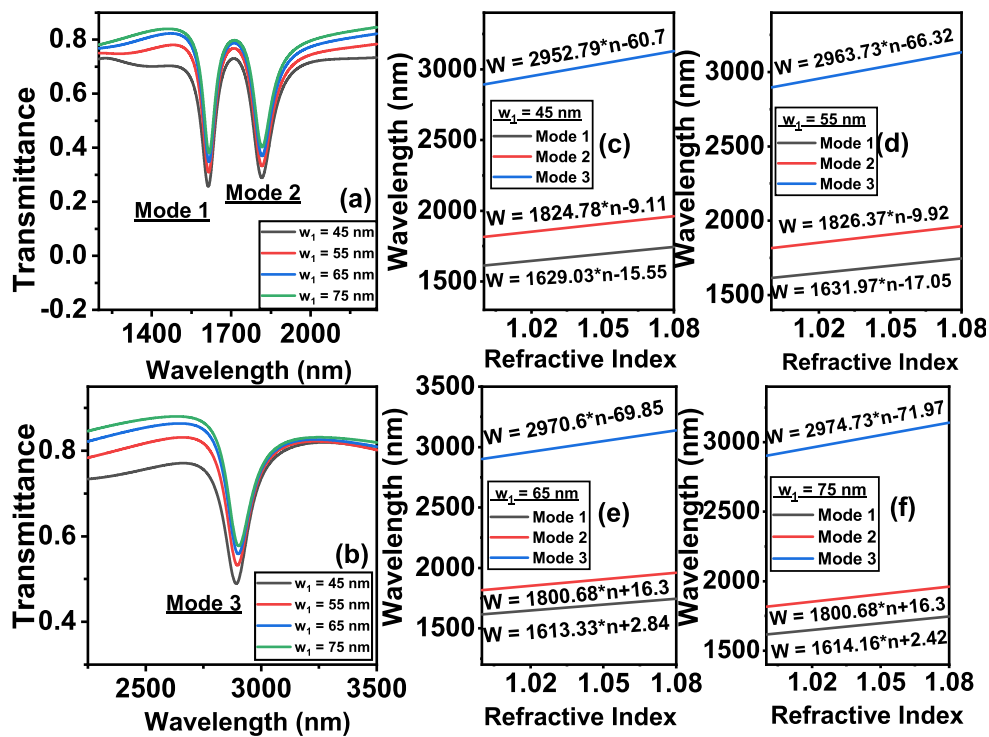 Transmittance
0.8
0.6
0.4
0.2
0.0
-0.2
1400
1700
2000
Wavelength (nm)
Mode 1
Mode 2
(a)
w1 = 45 nm
w1 = 55 nm
w1 = 65 nm
w1 = 75 nm
Wavelength (nm)
3000
2500
2000
1500
1.02
1.05
1.08
Refractive Index
W = 2952.79*n-60.7
w1 = 45 nm
Mode 1
Mode 2
Mode 3
(c)
W = 1824.78*n-9.11
W = 1629.03*n-15.55
Wavelength (nm)
3000
2500
2000
1500
1.02
1.05
1.08
Refractive Index
W = 2963.73*n-66.32
w1 = 55 nm
Mode 1
Mode 2
Mode 3
(d)
W = 1826.37*n-9.92
W = 1631.97*n-17.05
Transmittance
0.8
0.6
0.4
2500
3000
3500
Wavelength (nm)
Mode 3
(b)
w1 = 45 nm
w1 = 55 nm
w1 = 65 nm
w1 = 75 nm
Wavelength (nm)
3500
3000
2500
2000
1500
1.02
1.05
1.08
Refractive Index
W = 2970.6*n-69.85
w1 = 65 nm
Mode 1
Mode 2
Mode 3
(e)
W = 1800.68*n+16.3
W = 1613.33*n+2.84
Wavelength (nm)
3000
2500
2000
1500
1.02
1.05
1.08
Refractive Index
W = 2974.73*n-71.97
w1 = 75 nm
Mode 1
Mode 2
Mode 3
(f)
W = 1800.68*n+16.3
W = 1614.16*n+2.42